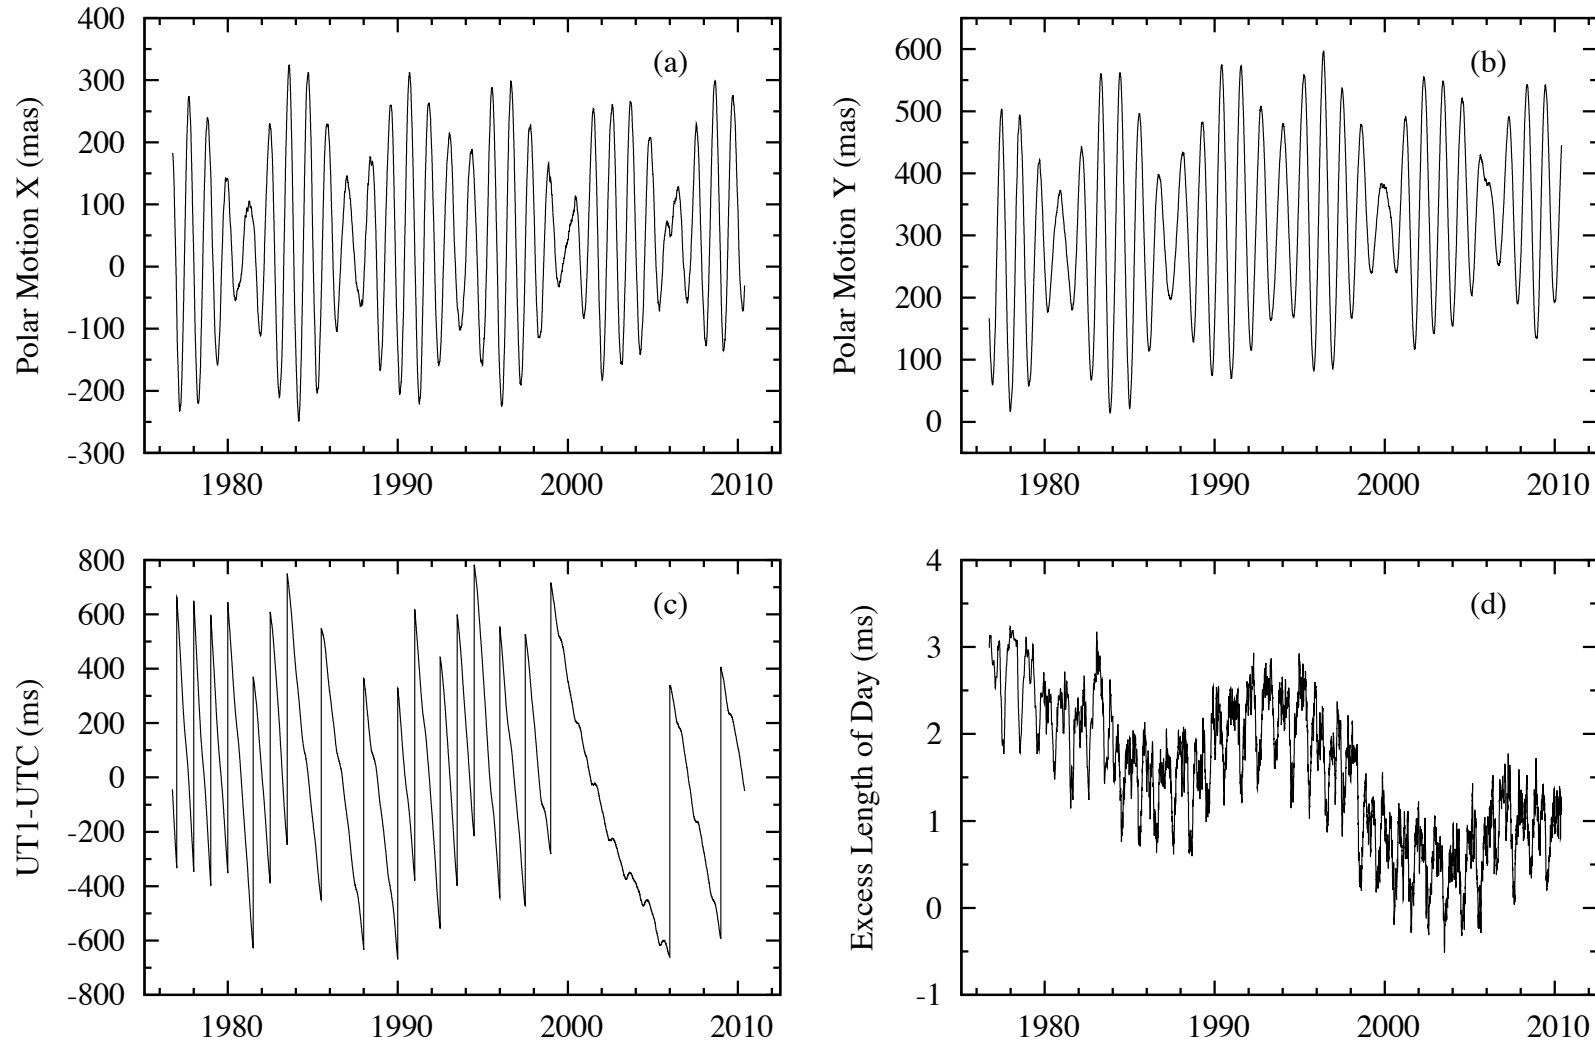 400
300
200
100
0
-100
-200
-300
Polar Motion X (mas)
(a)
1980 1990 2000 2010
600
500
400
300
200
100
0
Polar Motion Y (mas)
(b)
1980 1990 2000 2010
800
600
400
200
0
-200
-400
-600
-800
UT1-UTC (ms)
(c)
1980 1990 2000 2010
4
3
2
1
0
-1
Excess Length of Day (ms)
(d)
1980 1990 2000 2010